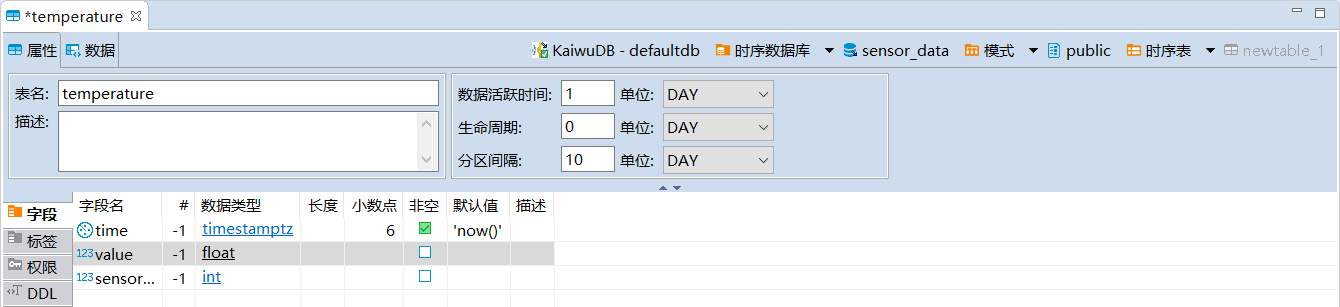 *temperature
属性 数据 KaiwuDB - defaultdb 时序数据库 sensor_data 模式 public 时序表 newtable_1
表名: temperature 数据活跃时间: 1 单位: DAY
描述: 生命周期: 0 单位: DAY
分区间隔: 10 单位: DAY
字段名 # 数据类型 长度 小数点 非空 默认值 描述
字段 time -1 timestamptz 6 'now()'
标签 123 value -1 float
权限 123 sensor... -1 int
DDL